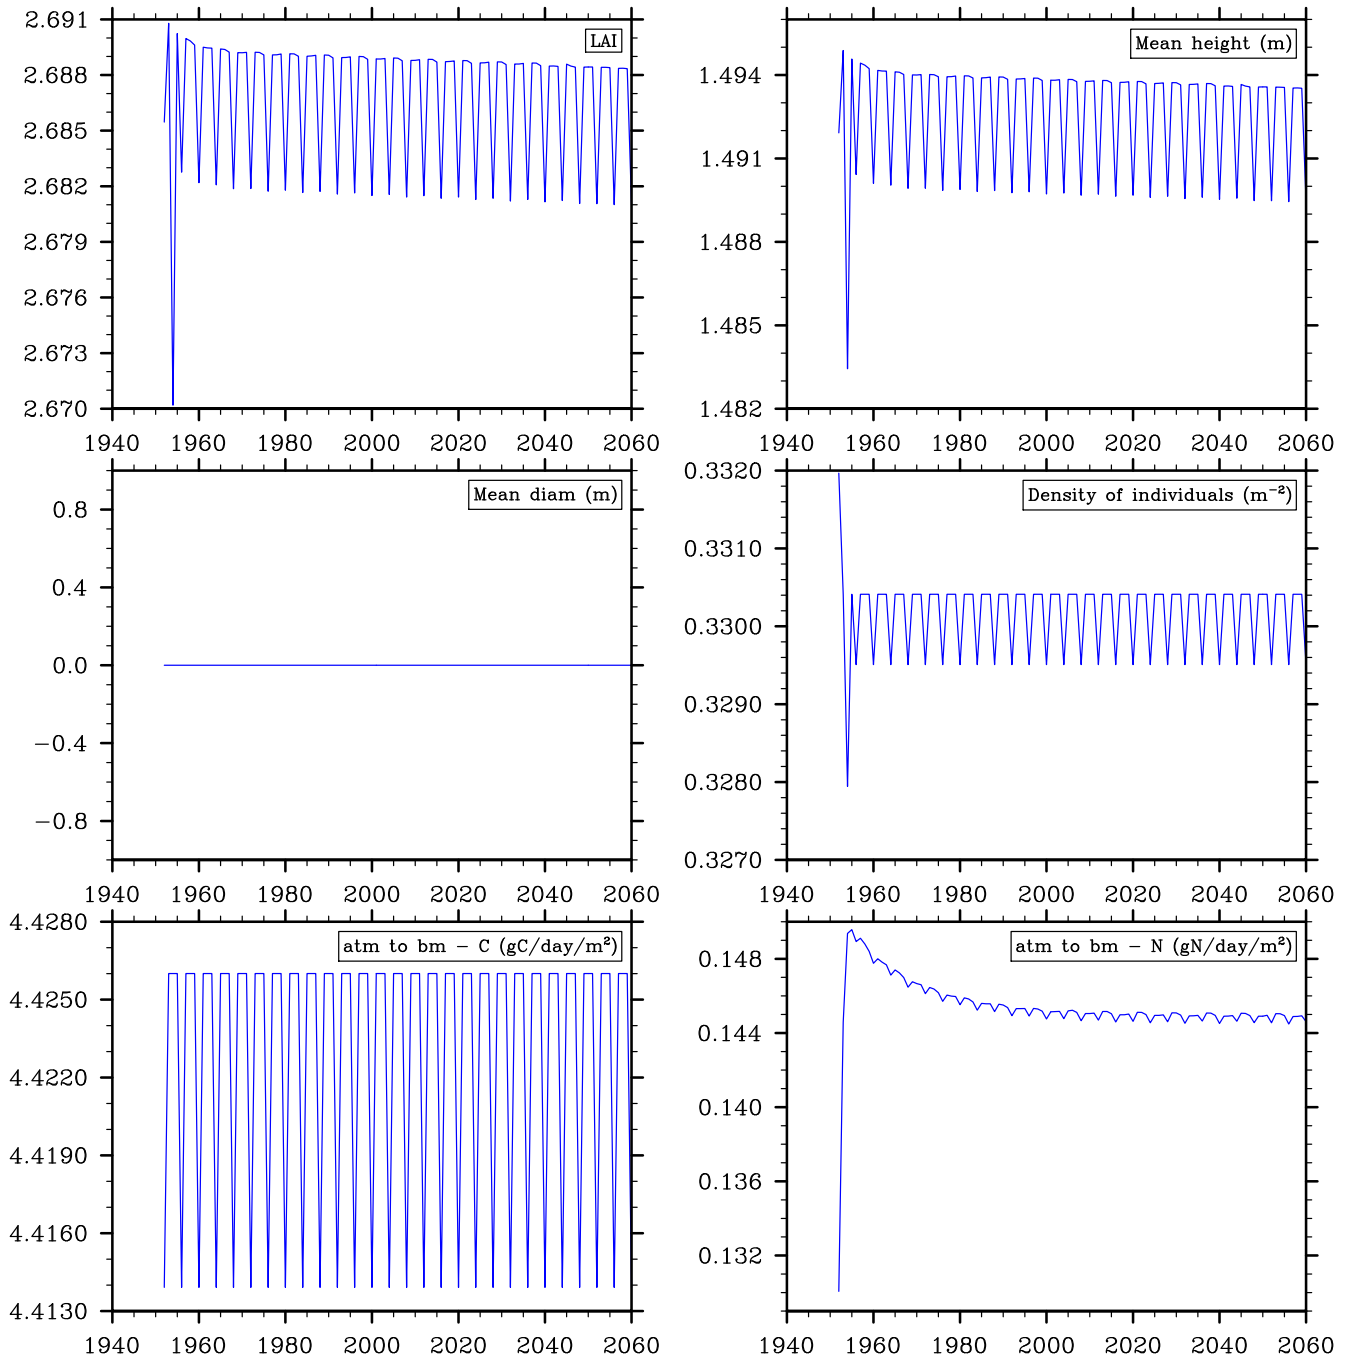 2.691
2.688
2.685
2.682
2.679
2.676
2.673
2.670
LAI
1940 1960 1980 2000 2020 2040 2060
1.494
1.491
1.488
1.485
1.482
Mean height (m)
1940 1960 1980 2000 2020 2040 2060
0.8
0.4
0.0
−0.4
−0.8
Mean diam (m)
1940 1960 1980 2000 2020 2040 2060
0.3320
0.3310
0.3300
0.3290
0.3280
0.3270
Density of individuals (m⁻²)
1940 1960 1980 2000 2020 2040 2060
4.4280
4.4250
4.4220
4.4190
4.4160
4.4130
atm to bm − C (gC/day/m²)
1940 1960 1980 2000 2020 2040 2060
0.148
0.144
0.140
0.136
0.132
atm to bm − N (gN/day/m²)
1940 1960 1980 2000 2020 2040 2060